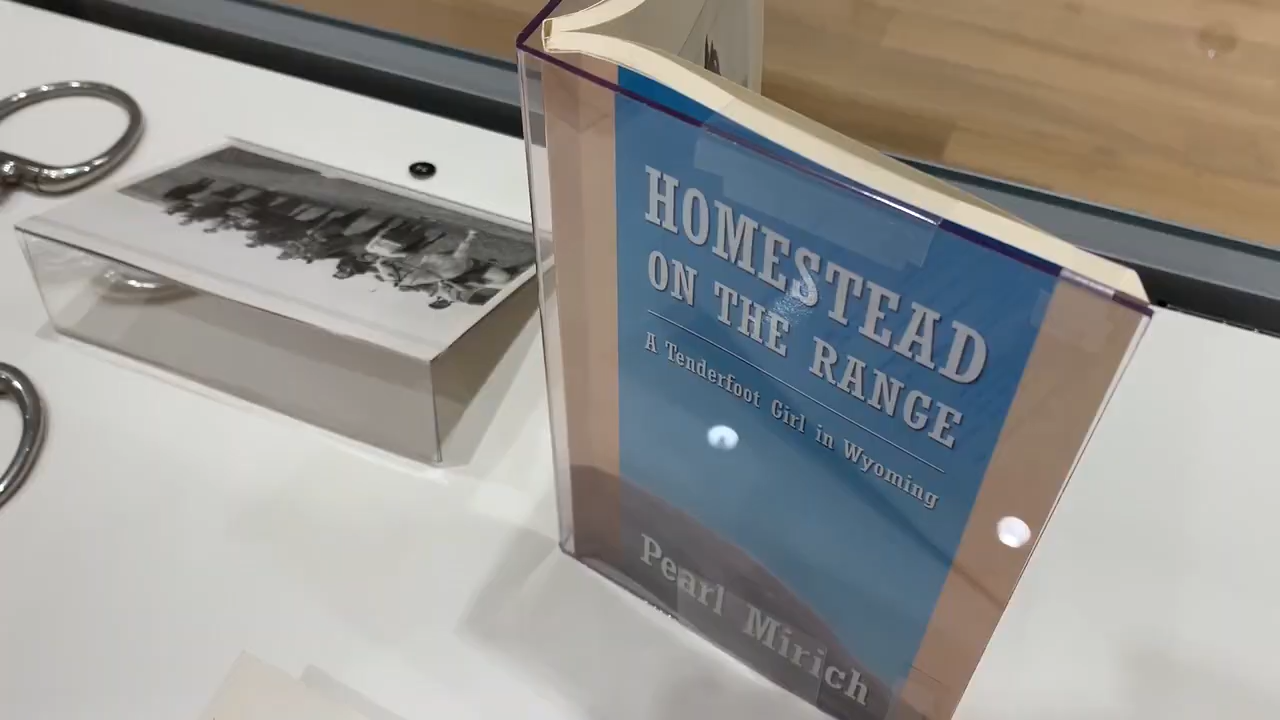 HOMESTEAD
ON THE RANGE
A Tenderfoot Girl in Wyoming
Pearl Mirich